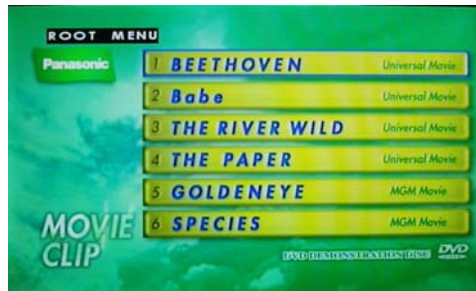 ROOT MENU
Panasonic
1 BEETHOVEN Universal Movie
2 Babe Universal Movie
3 THE RIVER WILD Universal Movie
4 THE PAPER Universal Movie
5 GOLDENEYE MGM Movie
6 SPECIES MGM Movie
MOVIE
CLIP
DVD DEMONSTRATION DISC DVD